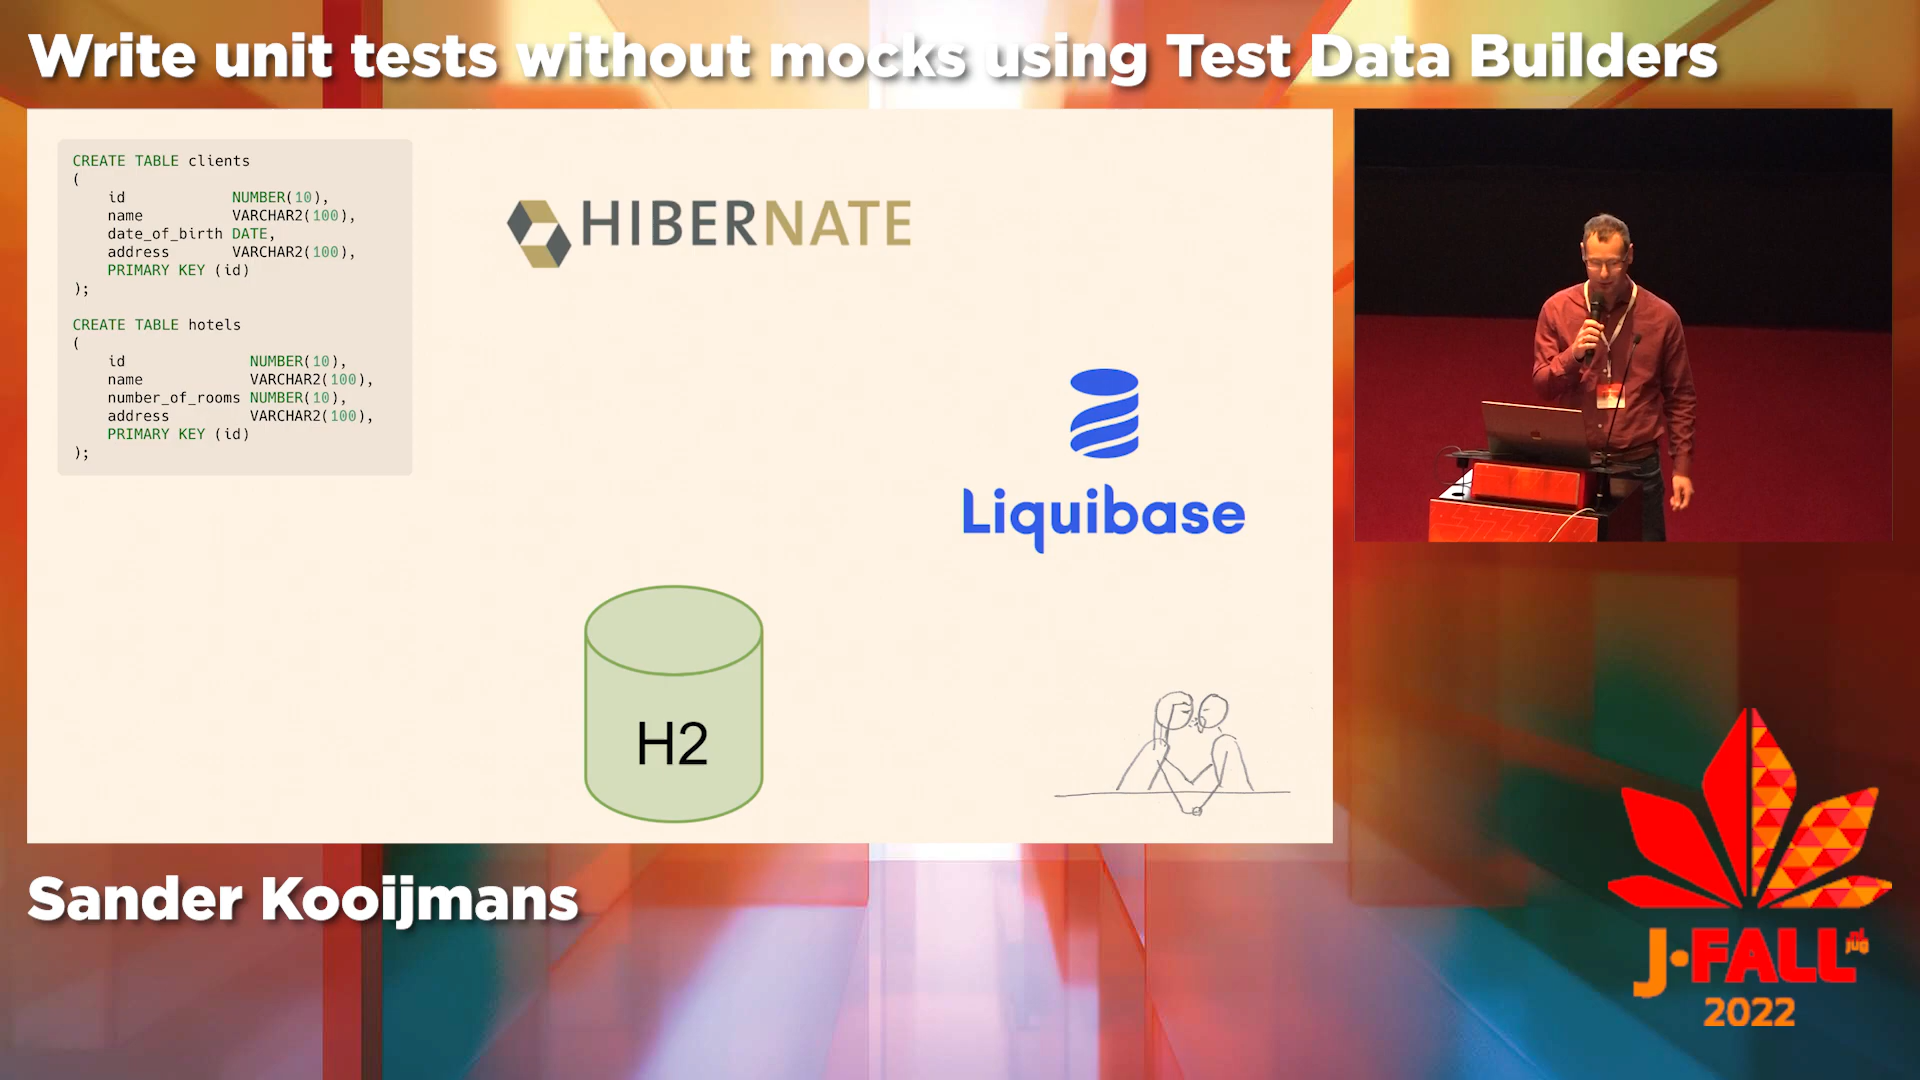 Write unit tests without mocks using Test Data Builders
CREATE TABLE clients
(
id NUMBER(10),
name VARCHAR2(100),
date_of_birth DATE,
address VARCHAR2(100),
PRIMARY KEY (id)
);
CREATE TABLE hotels
(
id NUMBER(10),
name VARCHAR2(100),
number_of_rooms NUMBER(10),
address VARCHAR2(100),
PRIMARY KEY (id)
);
HIBERNATE
Liquibase
H2
Sander Kooijmans
J•FALL
nl jug
2022